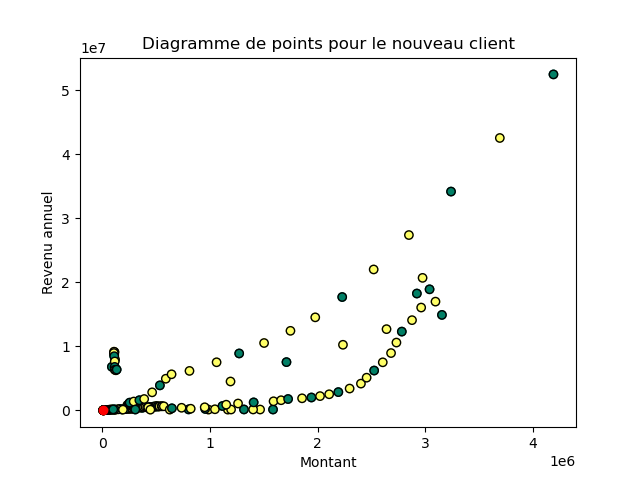 Diagramme de points pour le nouveau client
1e7
5
4
3
2
1
0
Revenu annuel
0 1 2 3 4
1e6
Montant